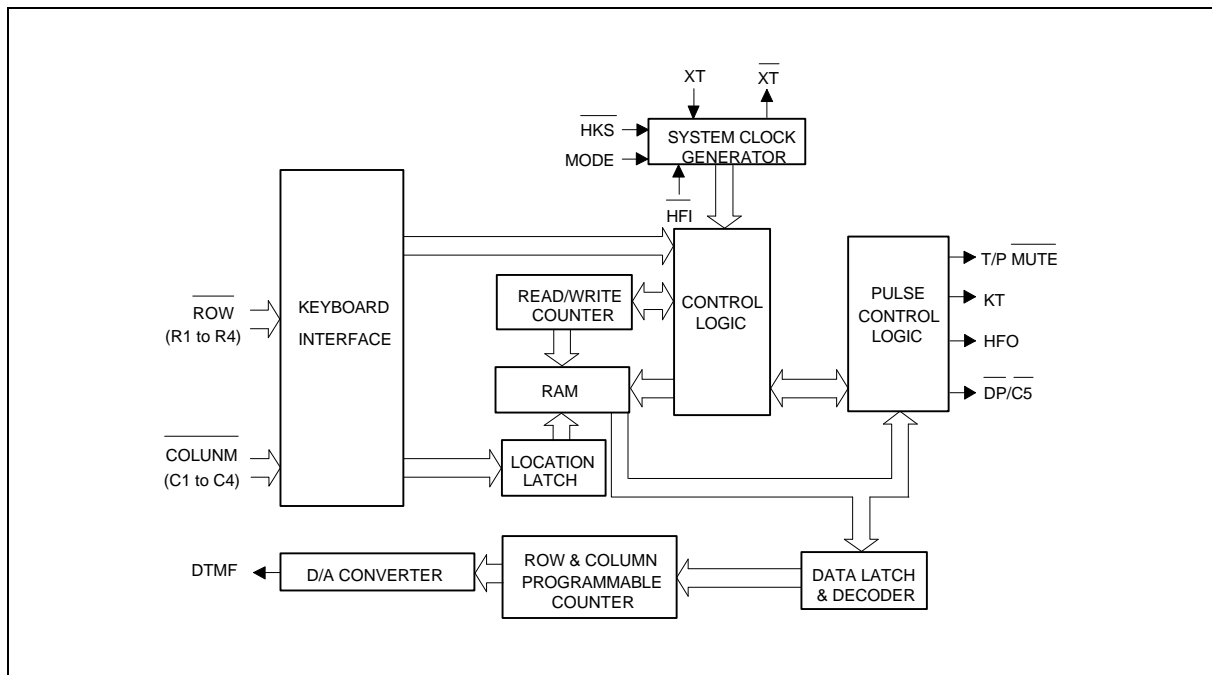 XT
XT
HKS
SYSTEM CLOCK
GENERATOR
MODE
HFI
KEYBOARD
INTERFACE
ROW
(R1 to R4)
COLUNM
(C1 to C4)
READ/WRITE
COUNTER
CONTROL
LOGIC
RAM
LOCATION
LATCH
PULSE
CONTROL
LOGIC
T/P MUTE
KT
HFO
DP/C5
DTMF
D/A CONVERTER
ROW & COLUMN
PROGRAMMABLE
COUNTER
DATA LATCH
& DECODER